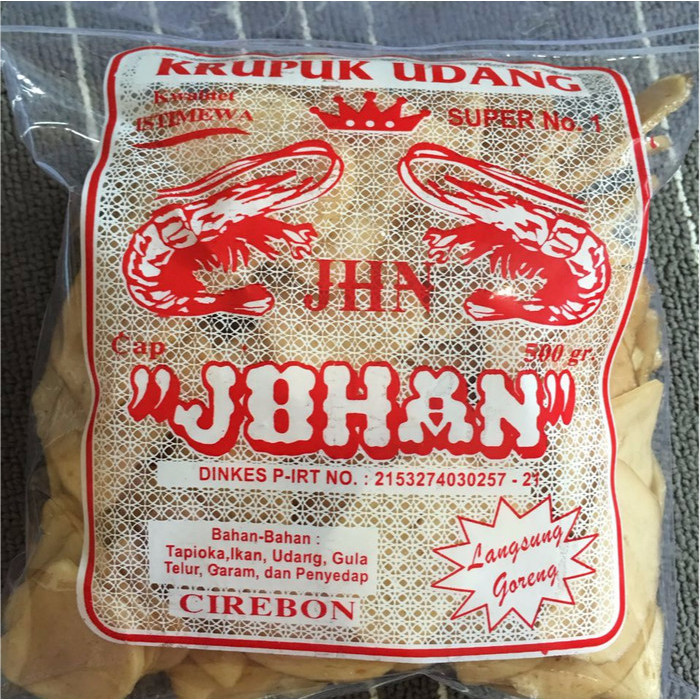 KRUPUK UDANG
Kwalitet
ISTIMEWA
SUPER No. 1
JHN
Cap
500 gr.
"JOHAN"
DINKES P-IRT NO. : 2153274030257 - 21
Bahan-Bahan :
Tapioka,Ikan, Udang, Gula
Telur, Garam, dan Penyedap
CIREBON
Langsung
Goreng